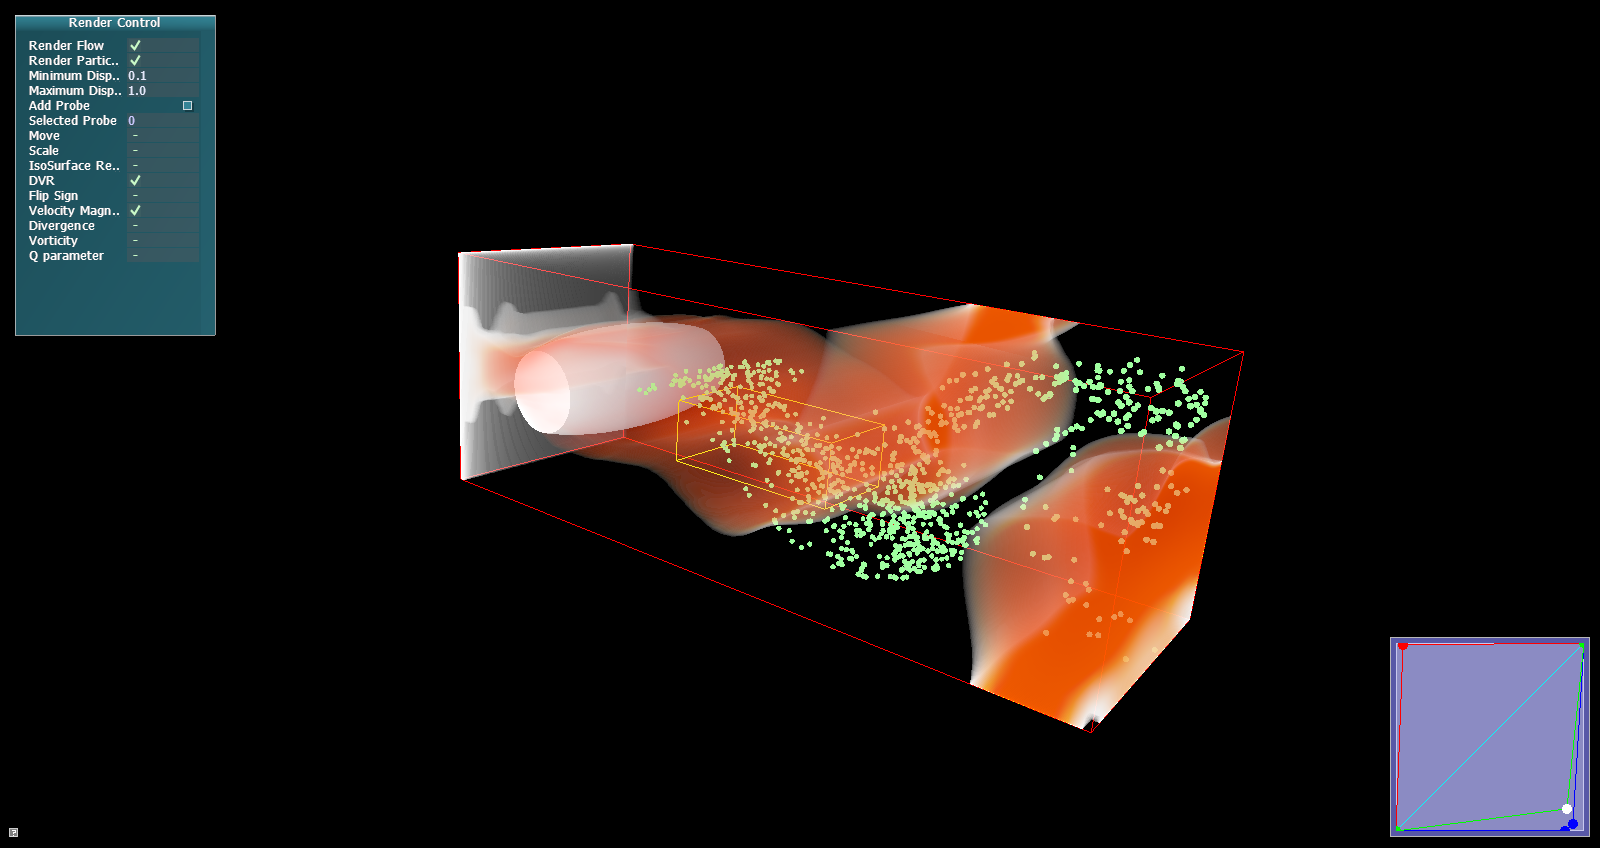 Render Control
Render Flow
Render Partic..
Minimum Disp.. 0.1
Maximum Disp.. 1.0
Add Probe
Selected Probe 0
Move -
Scale -
IsoSurface Re.. -
DVR
Flip Sign -
Velocity Magn..
Divergence -
Vorticity -
Q parameter -
?